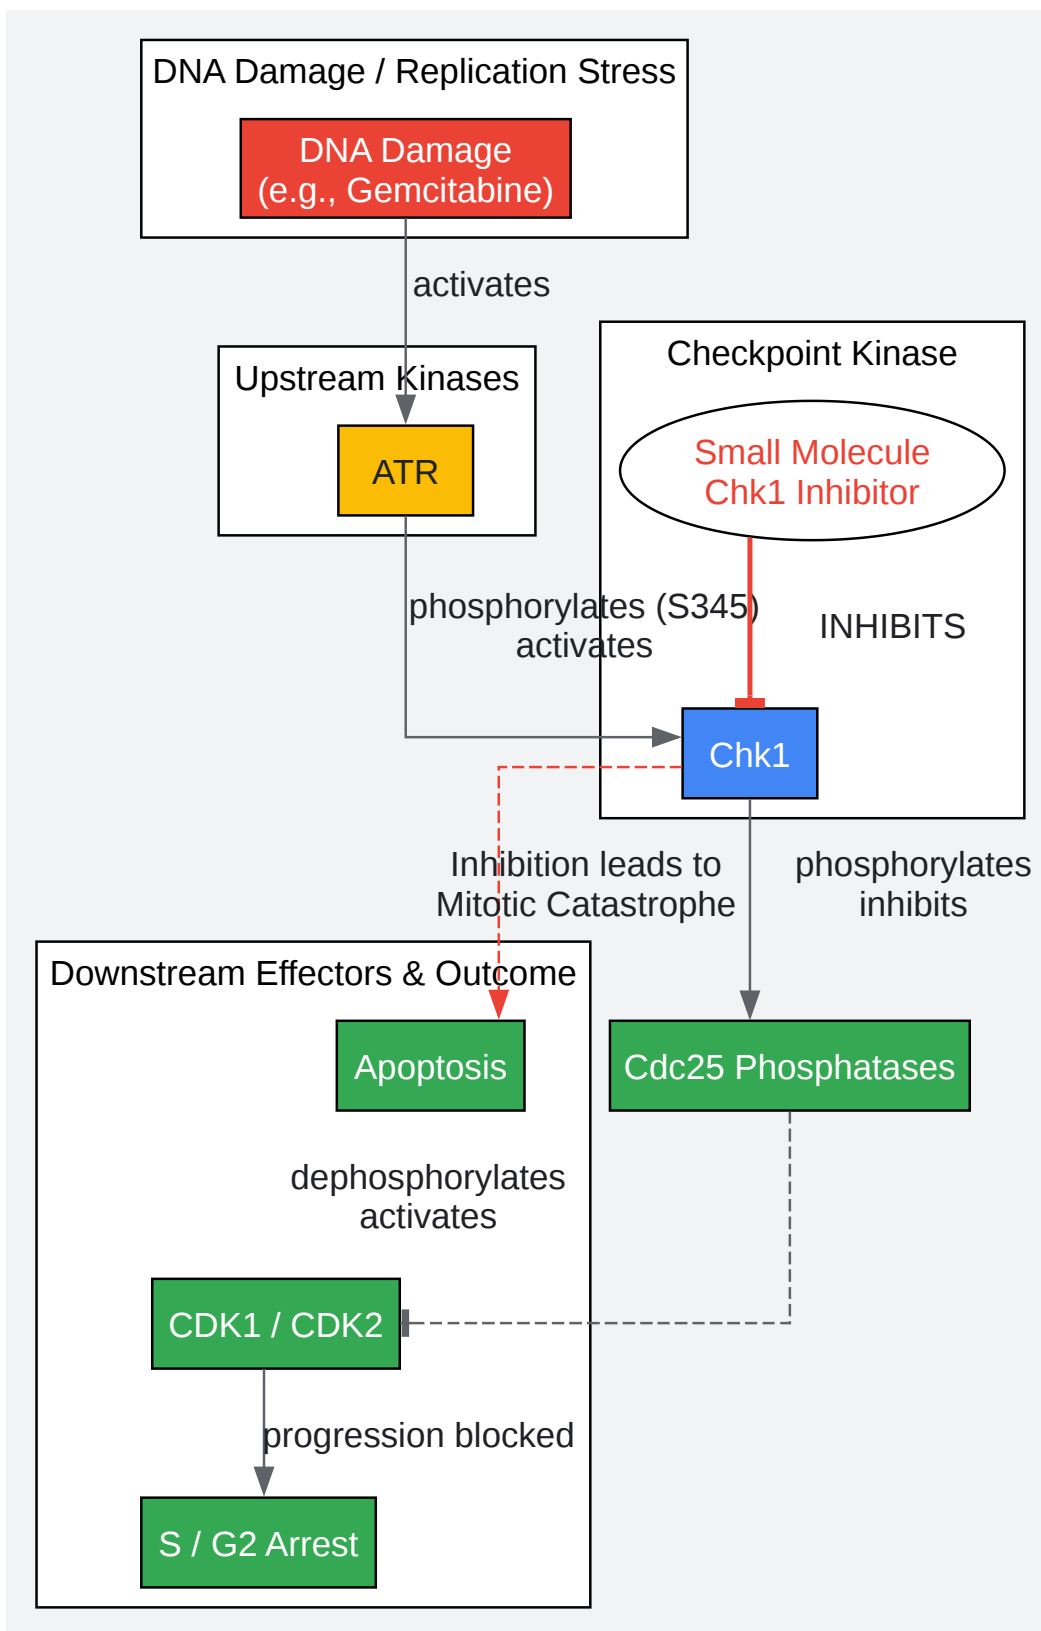 DNA Damage / Replication Stress
DNA Damage
(e.g., Gemcitabine)
activates
Upstream Kinases
ATR
Checkpoint Kinase
Small Molecule
Chk1 Inhibitor
phosphorylates (S345)
activates
INHIBITS
Chk1
Inhibition leads to
Mitotic Catastrophe
phosphorylates
inhibits
Downstream Effectors & Outcome
Apoptosis
Cdc25 Phosphatases
dephosphorylates
activates
CDK1 / CDK2
progression blocked
S / G2 Arrest